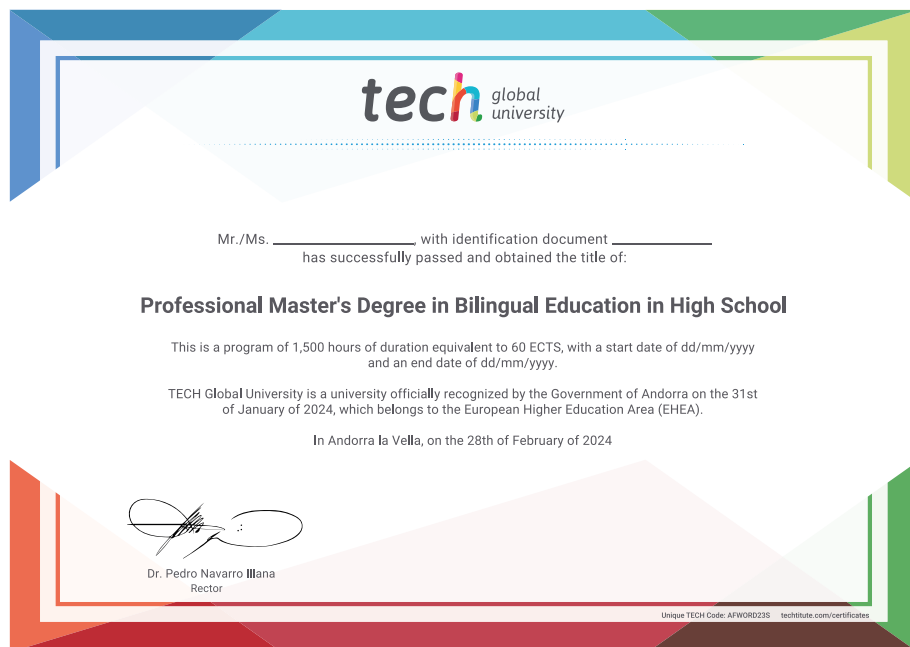 tech global
university
Mr./Ms. ________________, with identification document ____________
has successfully passed and obtained the title of:
Professional Master's Degree in Bilingual Education in High School
This is a program of 1,500 hours of duration equivalent to 60 ECTS, with a start date of dd/mm/yyyy
and an end date of dd/mm/yyyy.
TECH Global University is a university officially recognized by the Government of Andorra on the 31st
of January of 2024, which belongs to the European Higher Education Area (EHEA).
In Andorra la Vella, on the 28th of February of 2024
Dr. Pedro Navarro Illana
Rector
Unique TECH Code: AFWORD23S techtitute.com/certificates